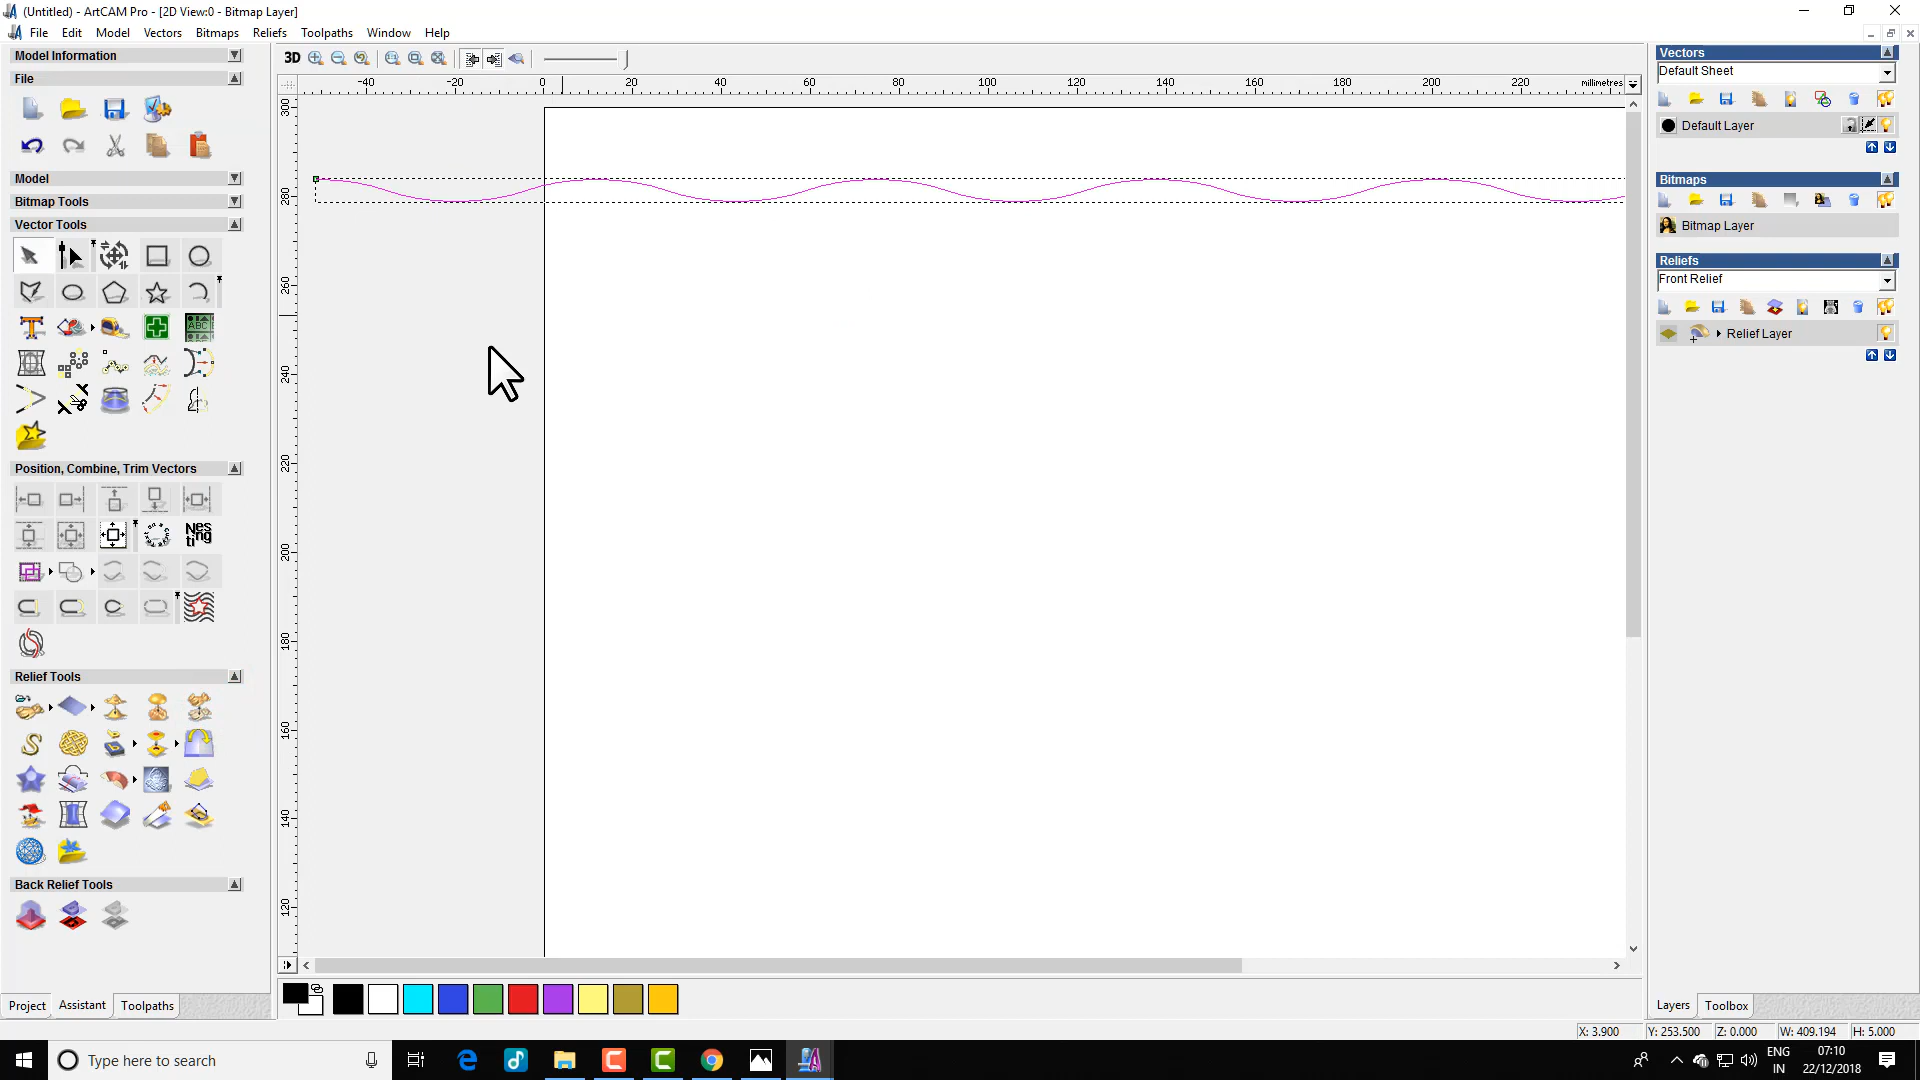 (Untitled) - ArtCAM Pro - [2D View:0 - Bitmap Layer]
File Edit Model Vectors Bitmaps Reliefs Toolpaths Window Help
Model Information
File
Model
Bitmap Tools
Vector Tools
Position, Combine, Trim Vectors
Nes
ting
Relief Tools
Back Relief Tools
Project Assistant Toolpaths
3D
-40 -20 0 20 40 60 80 100 120 140 160 180 200 220 millimetres
300
280
260
240
220
200
180
160
140
120
Vectors
Default Sheet
Default Layer
Bitmaps
Bitmap Layer
Reliefs
Front Relief
Relief Layer
Layers Toolbox
X: 3.900 Y: 253.500 Z: 0.000 W: 409.194 H: 5.000
Type here to search
ENG
IN
07:10
22/12/2018